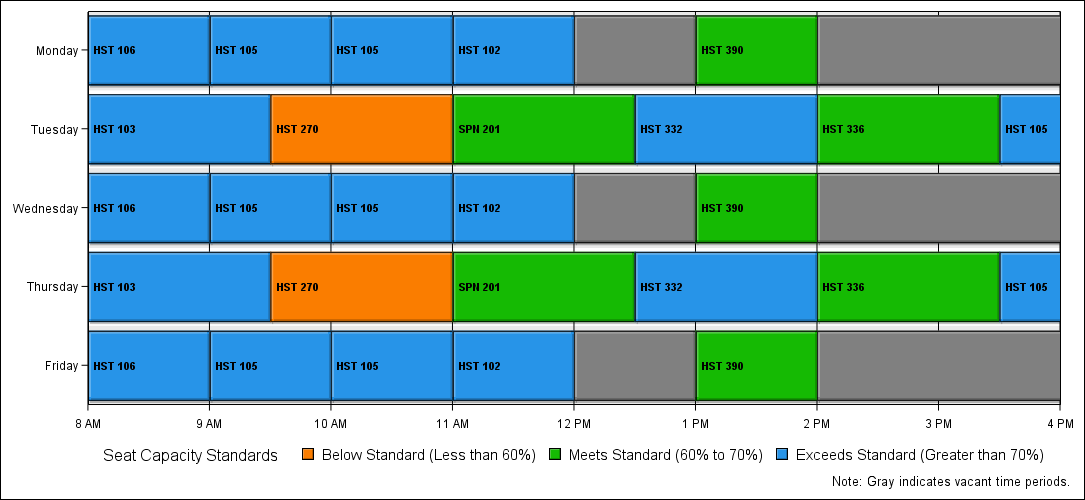 Monday HST 106 HST 105 HST 105 HST 102 HST 390
Tuesday HST 103 HST 270 SPN 201 HST 332 HST 336 HST 105
Wednesday HST 106 HST 105 HST 105 HST 102 HST 390
Thursday HST 103 HST 270 SPN 201 HST 332 HST 336 HST 105
Friday HST 106 HST 105 HST 105 HST 102 HST 390
8 AM 9 AM 10 AM 11 AM 12 PM 1 PM 2 PM 3 PM 4 PM
Seat Capacity Standards Below Standard (Less than 60%) Meets Standard (60% to 70%) Exceeds Standard (Greater than 70%)
Note: Gray indicates vacant time periods.